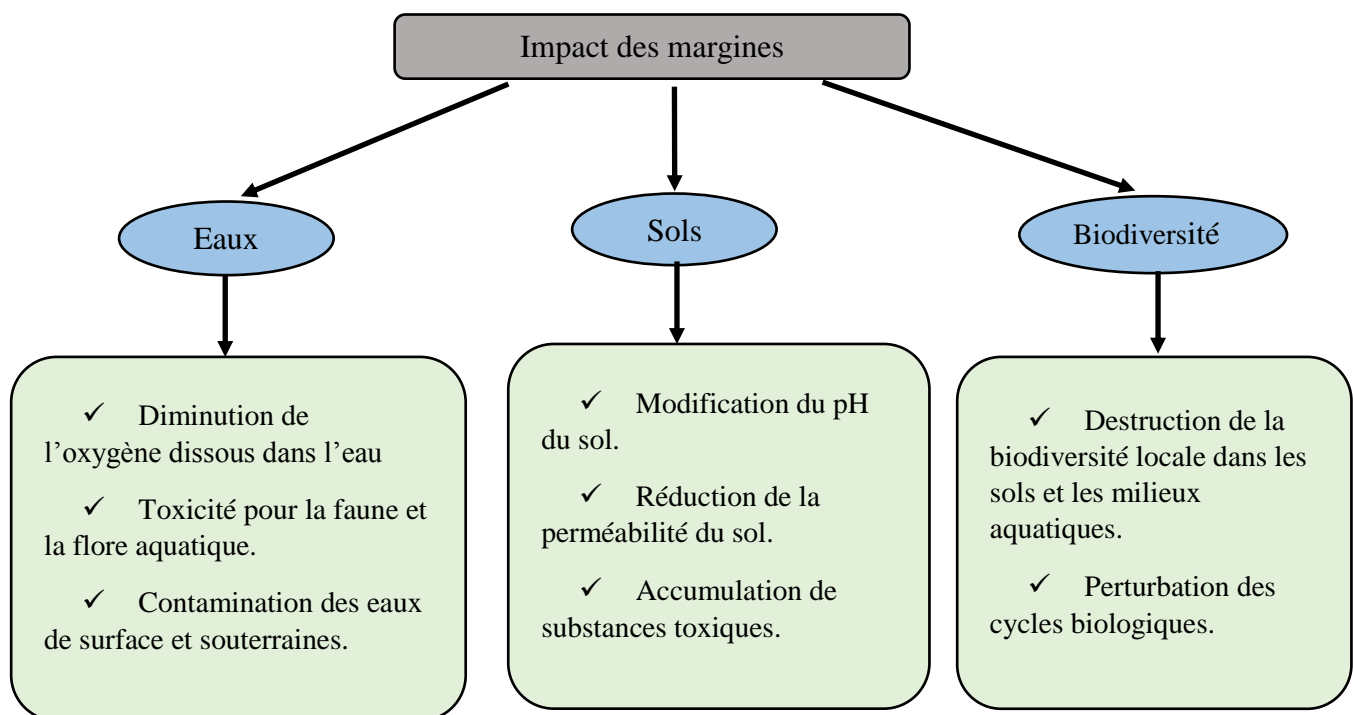 Impact des margines
Eaux
Sols
Biodiversité
✓ Diminution de
l’oxygène dissous dans l’eau
✓ Toxicité pour la faune et
la flore aquatique.
✓ Contamination des eaux
de surface et souterraines.
✓ Modification du pH
du sol.
✓ Réduction de la
perméabilité du sol.
✓ Accumulation de
substances toxiques.
✓ Destruction de la
biodiversité locale dans les
sols et les milieux
aquatiques.
✓ Perturbation des
cycles biologiques.